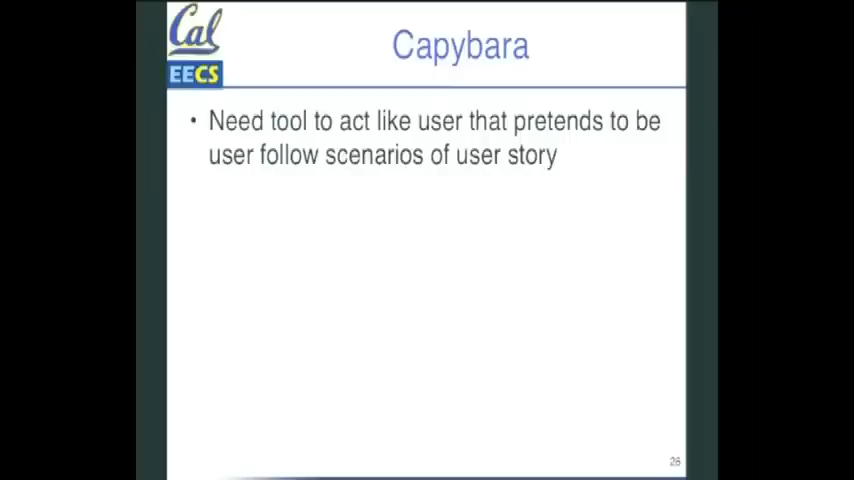 Cal
EECS
Capybara
• Need tool to act like user that pretends to be
user follow scenarios of user story
26